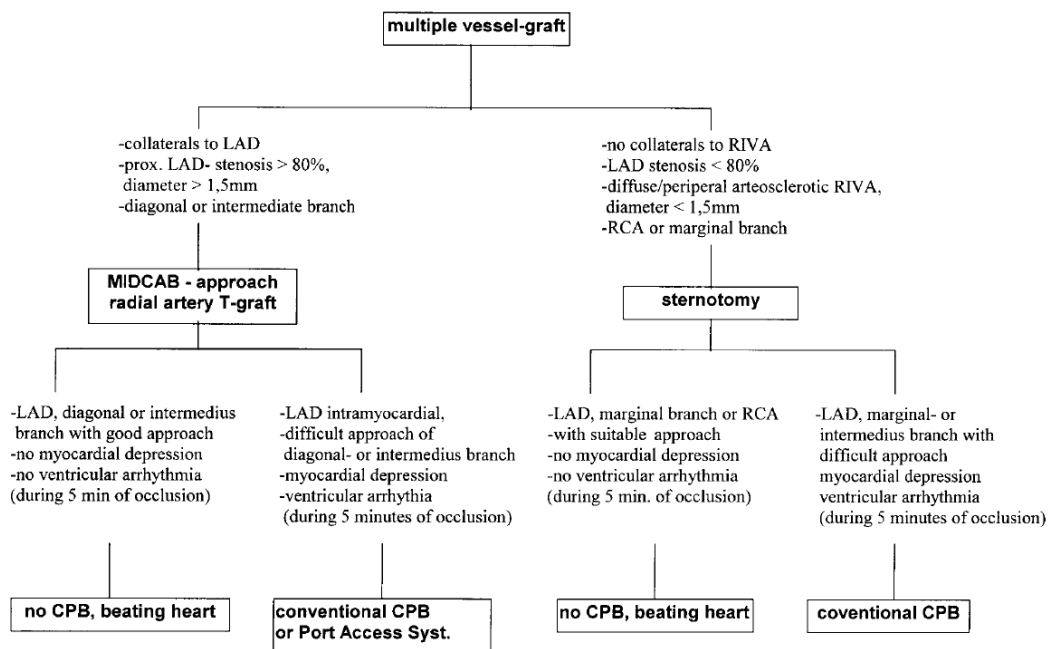 multiple vessel-graft
-collaterals to LAD
-prox. LAD- stenosis > 80%,
diameter > 1,5mm
-diagonal or intermediate branch
-no collaterals to RIVA
-LAD stenosis < 80%
-diffuse/periperal arteosclerotic RIVA,
diameter < 1,5mm
-RCA or marginal branch
MIDCAB - approach
radial artery T-graft
sternotomy
-LAD, diagonal or intermedius
branch with good approach
-no myocardial depression
-no ventricular arrhythmia
(during 5 min of occlusion)
-LAD intramyocardial,
-difficult approach of
diagonal- or intermedius branch
-myocardial depression
-ventricular arrhythia
(during 5 minutes of occlusion)
-LAD, marginal branch or RCA
-with suitable approach
-no myocardial depression
-no ventricular arrhythmia
(during 5 min. of occlusion)
-LAD, marginal- or
intermedius branch with
difficult approach
myocardial depression
ventricular arrhythmia
(during 5 minutes of occlusion)
no CPB, beating heart
conventional CPB
or Port Access Syst.
no CPB, beating heart
coventional CPB